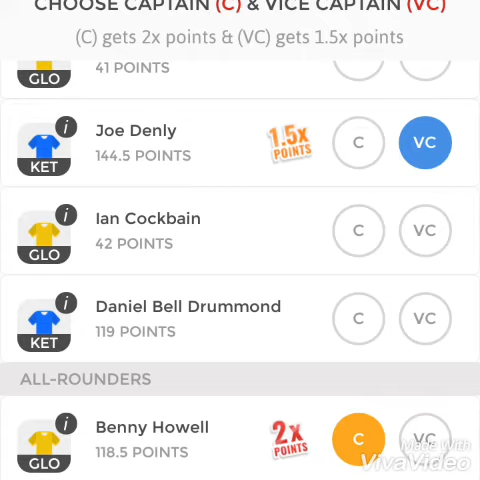 CHOOSE CAPTAIN (C) & VICE CAPTAIN (VC)
(C) gets 2x points & (VC) gets 1.5x points
GLO
41 POINTS
i
KET
Joe Denly
144.5 POINTS
1.5x
POINTS
C
VC
i
GLO
Ian Cockbain
42 POINTS
C
VC
i
KET
Daniel Bell Drummond
119 POINTS
C
VC
ALL-ROUNDERS
i
GLO
Benny Howell
118.5 POINTS
2x
POINTS
C
VC
Made With
VivaVideo